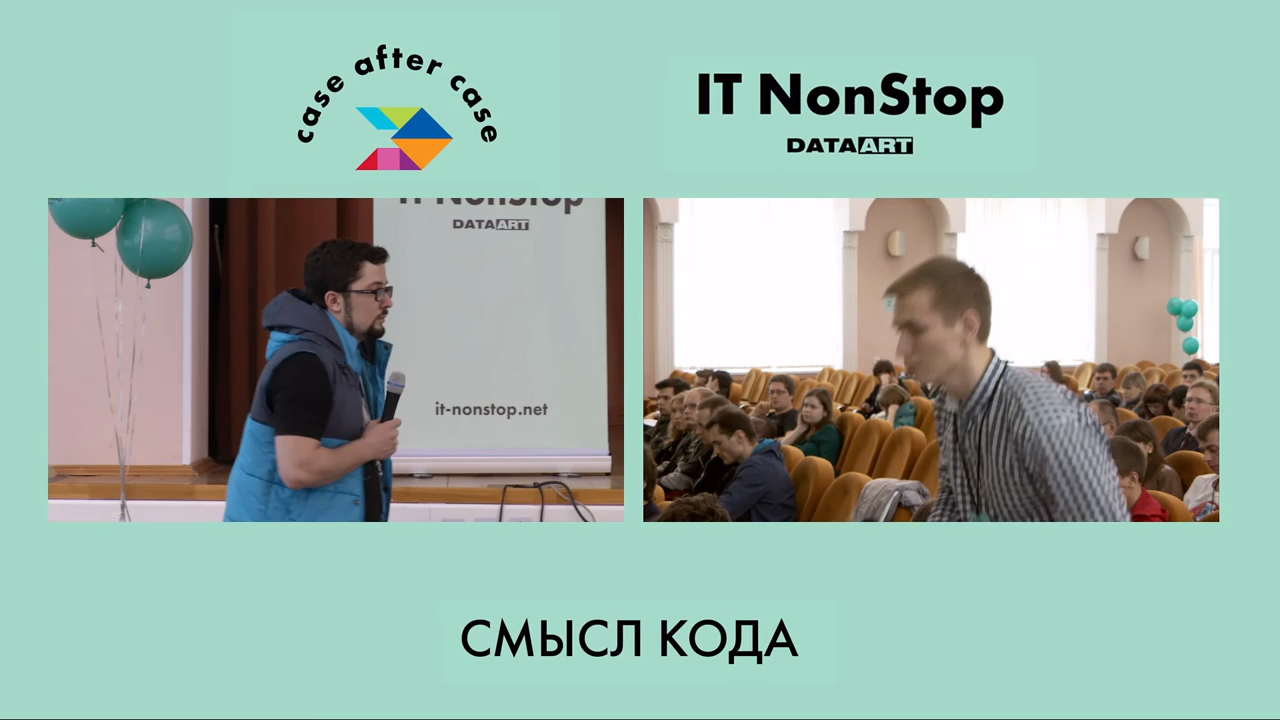 case after case
IT NonStop
DATAART
IT NonStop
DATAART
it-nonstop.net
СМЫСЛ КОДА